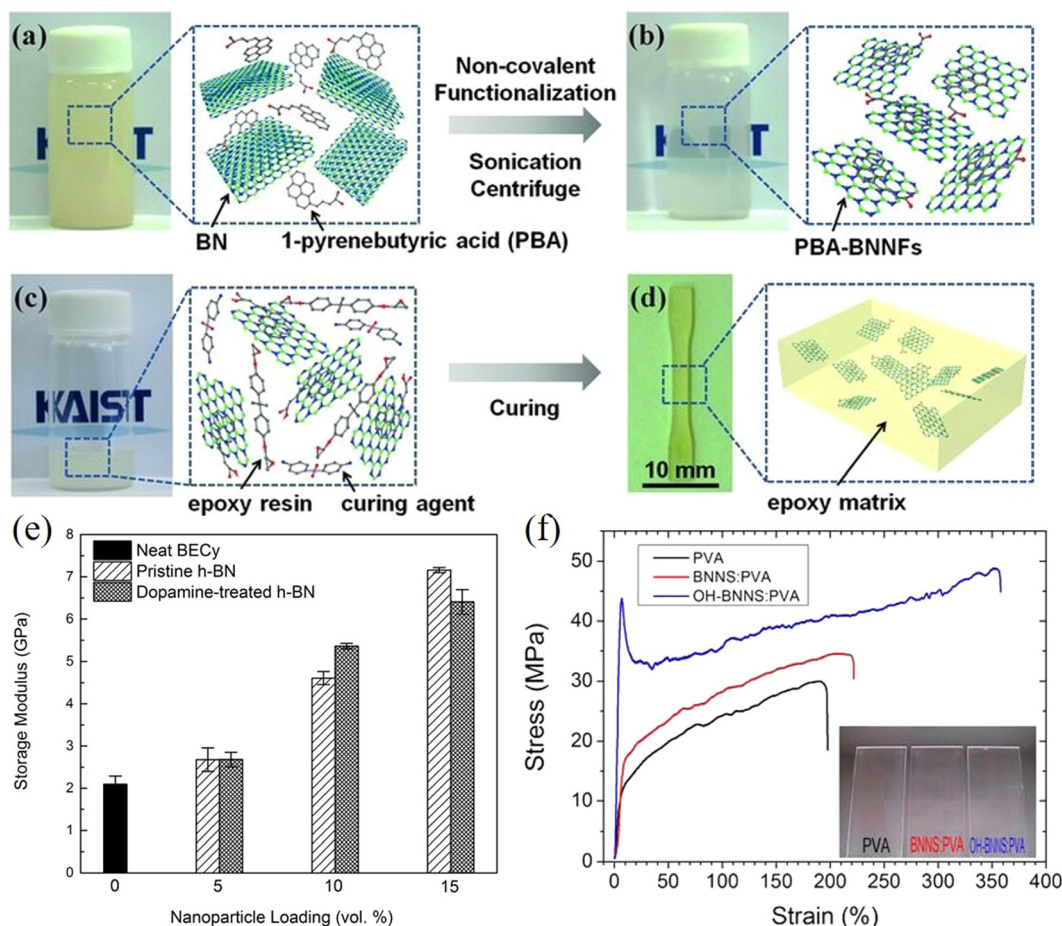 (a)
KAIST
BN
1-pyrenebutyric acid (PBA)
Non-covalent
Functionalization
Sonication
Centrifuge
(b)
KAIST
PBA-BNNFs
(c)
KAIST
epoxy resin
curing agent
Curing
(d)
10 mm
epoxy matrix
(e)
Neat BECy
Pristine h-BN
Dopamine-treated h-BN
Storage Modulus (GPa)
8
7
6
5
4
3
2
1
0
0 5 10 15
Nanoparticle Loading (vol. %)
(f)
PVA
BNNS:PVA
OH-BNNS:PVA
Stress (MPa)
50
40
30
20
10
0
PVA
BNNS:PVA
OH-BNNS:PVA
0 50 100 150 200 250 300 350 400
Strain (%)